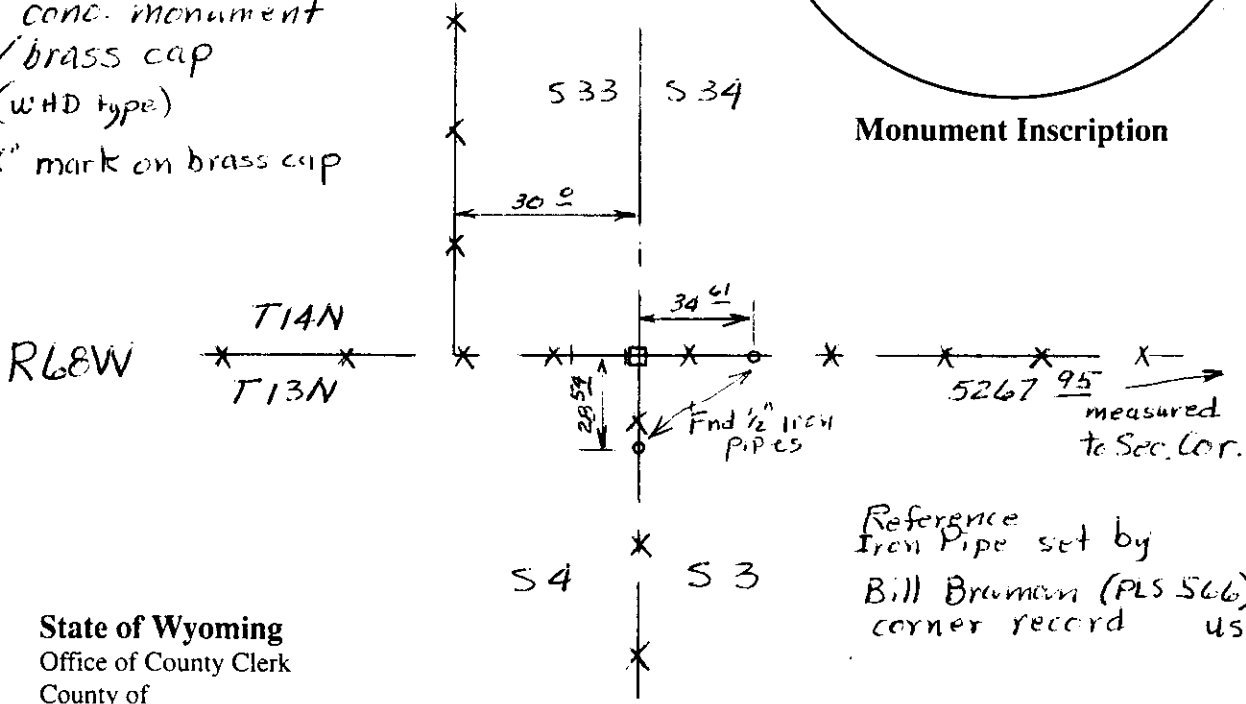 conc. monument
/brass cap
(WHD type)
" mark on brass cap
S33 S34
Monument Inscription
30 0
T14N
34 61
R68W
T13N
28 54
Fnd 1/2" Iron
pipes
5267 95
measured
to Sec. Cor.
Reference
Iron Pipe set by
S4 S3
Bill Braman (PLS 566)
corner record us
State of Wyoming
Office of County Clerk
County of